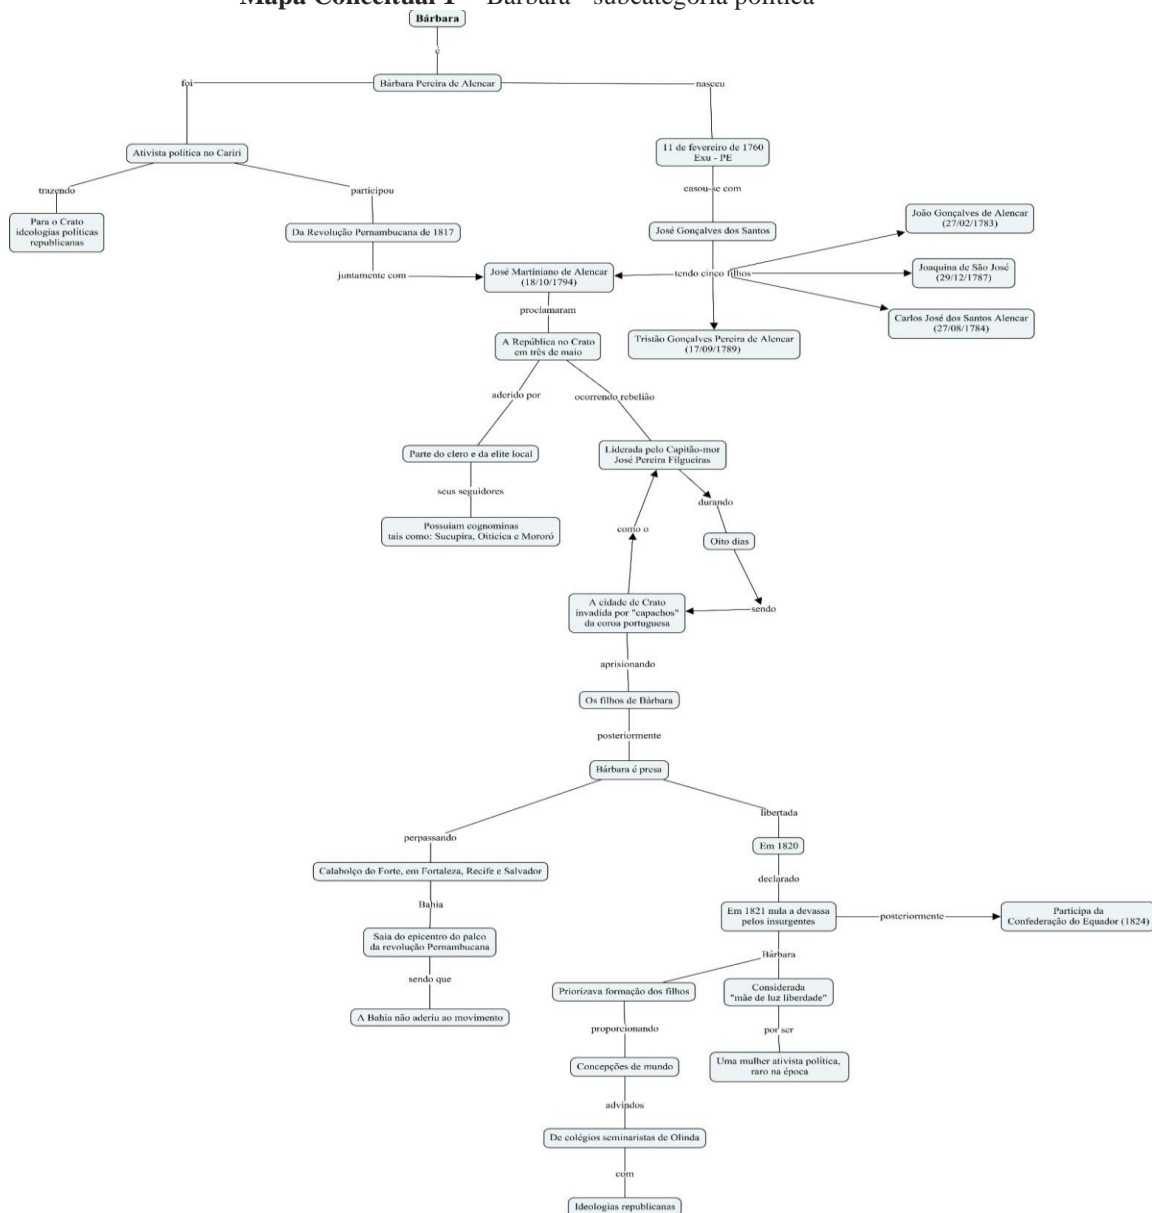 Mapa Conceitual 1 – Bárbara - subcategoria política
Bárbara
é
Bárbara Pereira de Alencar
foi
nasceu
Ativista política no Cariri
11 de fevereiro de 1760
Exu - PE
trazendo
participou
casou-se com
Para o Crato
ideologias políticas
republicanas
Da Revolução Pernambucana de 1817
José Gonçalves dos Santos
João Gonçalves de Alencar
(27/02/1783)
juntamente com
José Martiniano de Alencar
(18/10/1794)
tendo cinco filhos
Joaquina de São José
(29/12/1787)
Carlos José dos Santos Alencar
(27/08/1784)
proclamaram
A República no Crato
em três de maio
Tristão Gonçalves Pereira de Alencar
(17/09/1789)
aderido por
ocorrendo rebelião
Parte do clero e da elite local
Liderada pelo Capitão-mor
José Pereira Filgueiras
seus seguidores
durando
Possuiam cognominas
tais como: Sucupira, Oiticica e Mororó
como o
Oito dias
A cidade de Crato
invadida por "capachos"
da coroa portuguesa
sendo
aprisionando
Os filhos de Bárbara
posteriormente
Bárbara é presa
perpassando
libertada
Calabolço do Forte, em Fortaleza, Recife e Salvador
Em 1820
declarado
Bahia
Em 1821 nula a devassa
pelos insurgentes
posteriormente
Participa da
Confederação do Equador (1824)
Saia do epicentro do palco
da revolução Pernambucana
Bárbara
sendo que
Priorizava formação dos filhos
Considerada
"mãe de luz liberdade"
A Bahia não aderiu ao movimento
proporcionando
por ser
Concepções de mundo
Uma mulher ativista política,
raro na época
advindos
De colégios seminaristas de Olinda
com
Ideologias republicanas